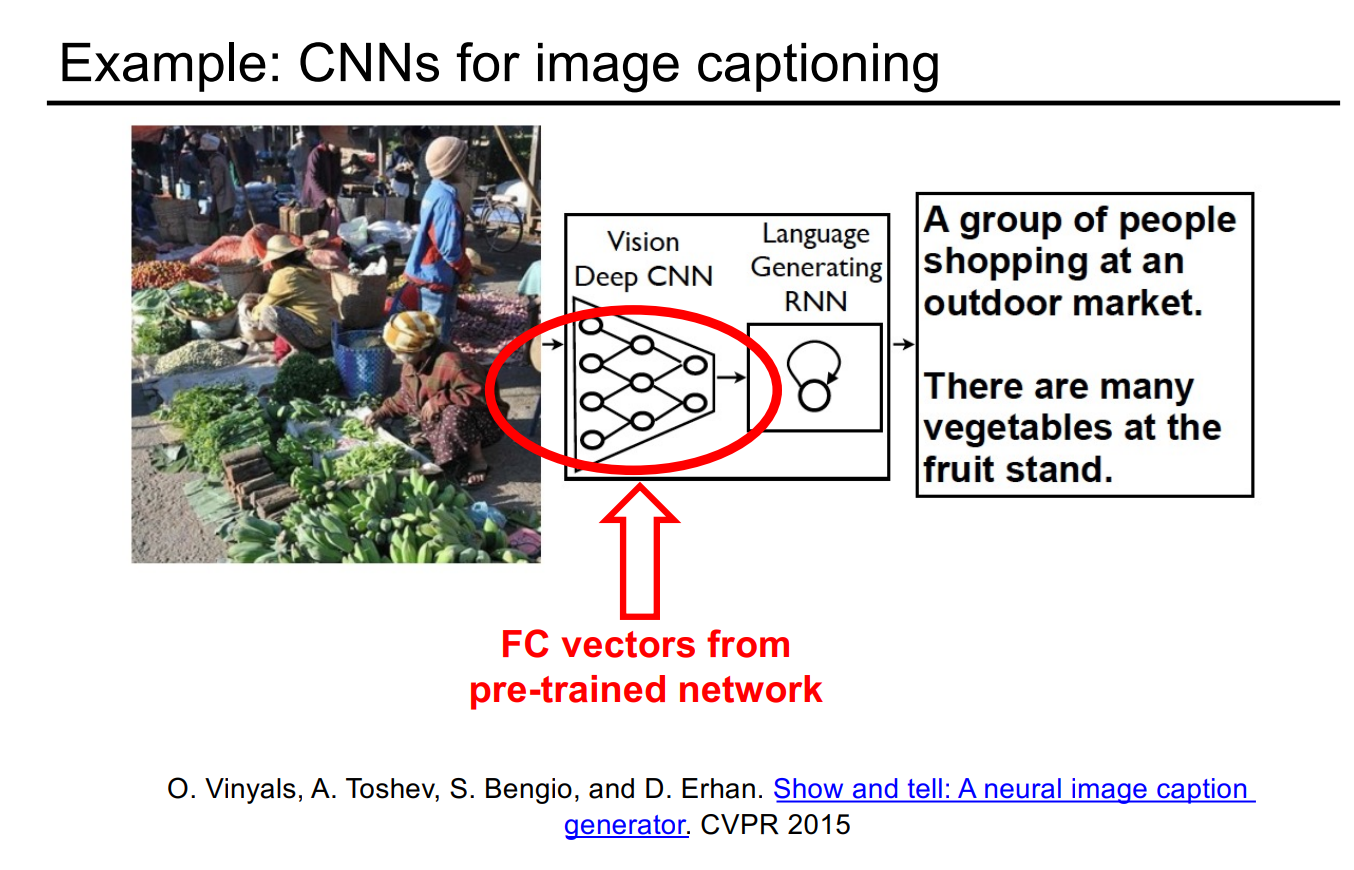 Example: CNNs for image captioning
Vision
Deep CNN
Language
Generating
RNN
A group of people
shopping at an
outdoor market.
There are many
vegetables at the
fruit stand.
FC vectors from
pre-trained network
O. Vinyals, A. Toshev, S. Bengio, and D. Erhan. Show and tell: A neural image caption
generator. CVPR 2015